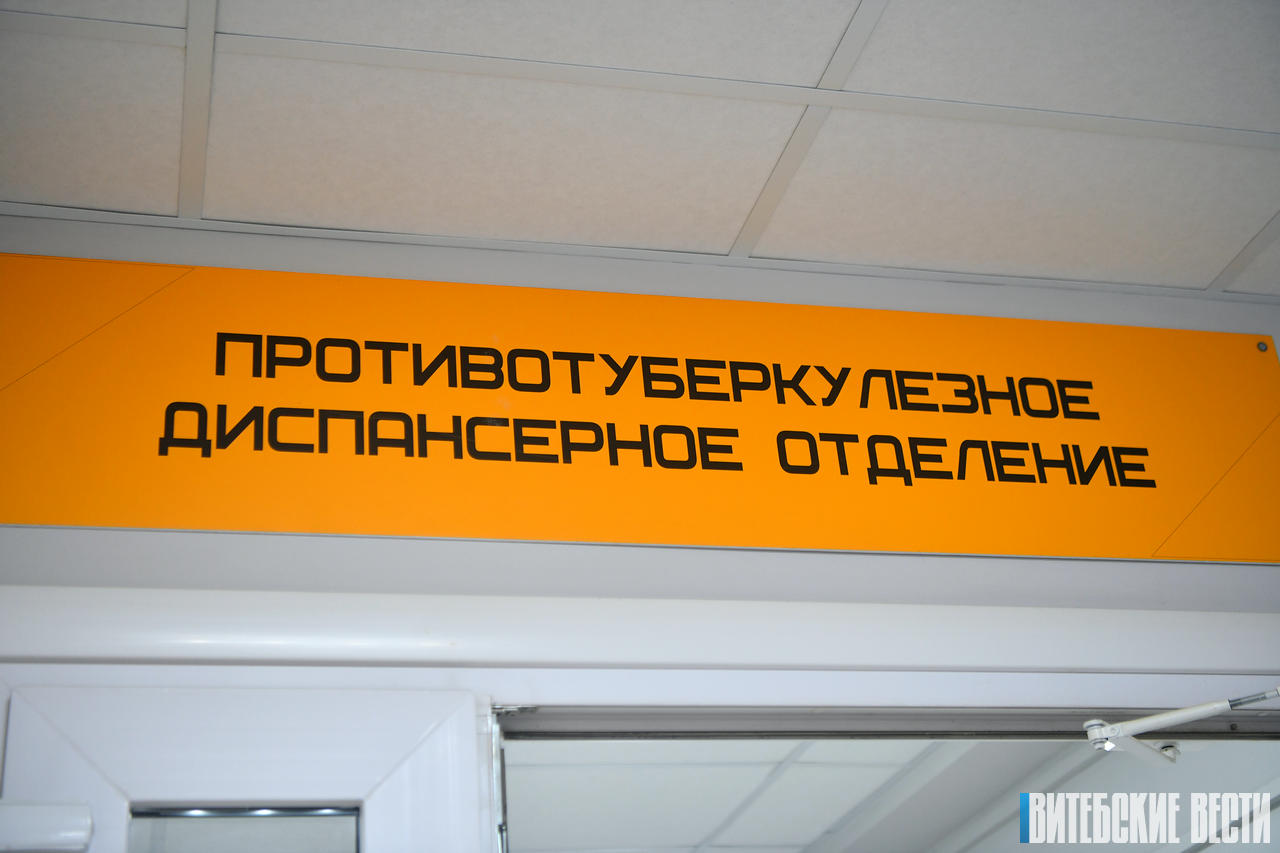 ПРОТИВОТУБЕРКУЛЕЗНОЕ
ДИСПАНСЕРНОЕ ОТДЕЛЕНИЕ
ВИТЕБСКИЕ ВЕСТИ